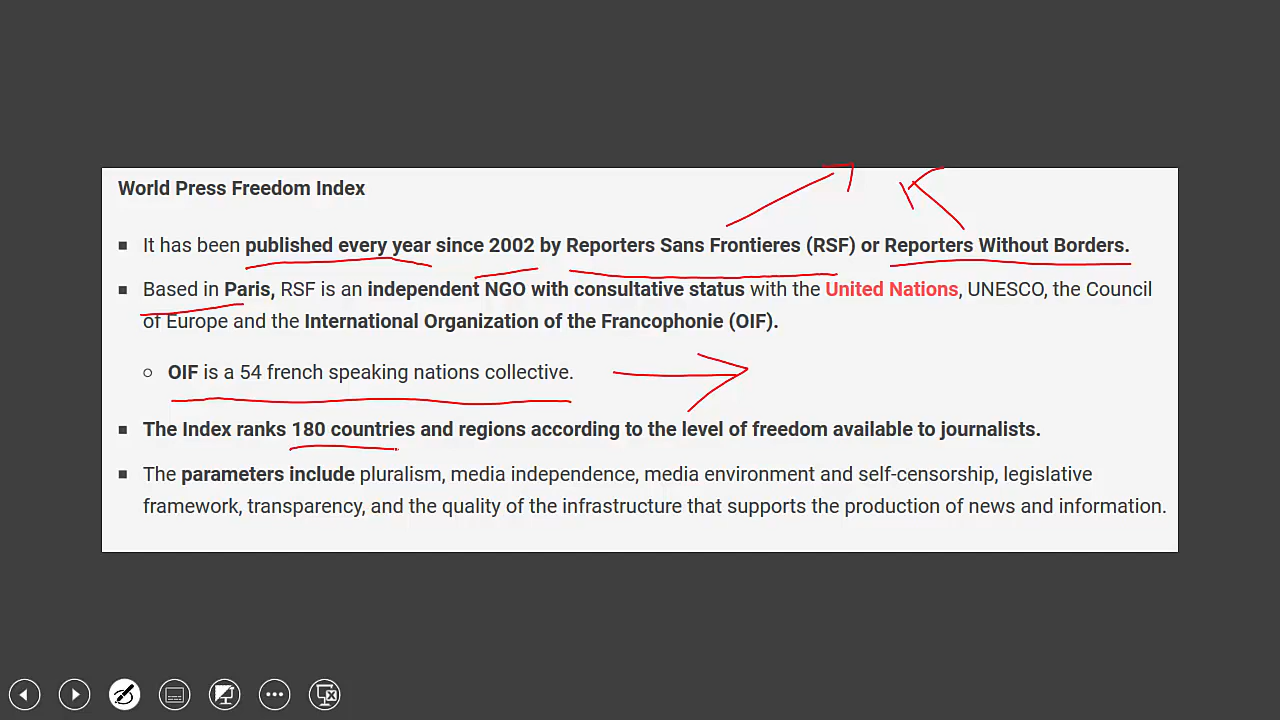 World Press Freedom Index
▪ It has been published every year since 2002 by Reporters Sans Frontieres (RSF) or Reporters Without Borders.
▪ Based in Paris, RSF is an independent NGO with consultative status with the United Nations, UNESCO, the Council
of Europe and the International Organization of the Francophonie (OIF).
○ OIF is a 54 french speaking nations collective.
▪ The Index ranks 180 countries and regions according to the level of freedom available to journalists.
▪ The parameters include pluralism, media independence, media environment and self-censorship, legislative
framework, transparency, and the quality of the infrastructure that supports the production of news and information.